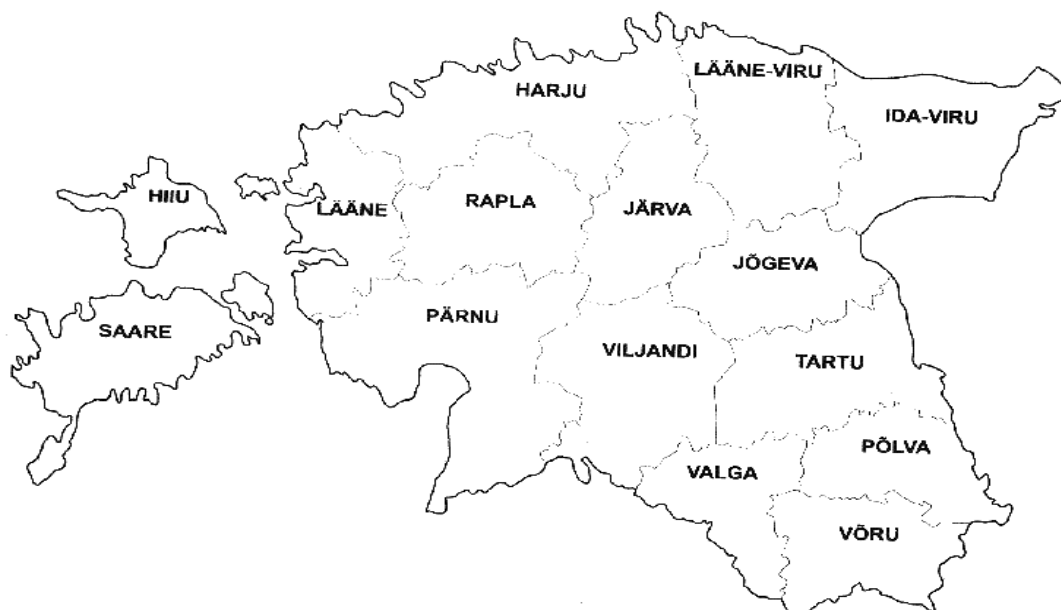 LÄÄNE-VIRU
HARJU
IDA-VIRU
HIIU
LÄÄNE
RAPLA
JÄRVA
JÕGEVA
SAARE
PÄRNU
VILJANDI
TARTU
PÕLVA
VALGA
VÕRU